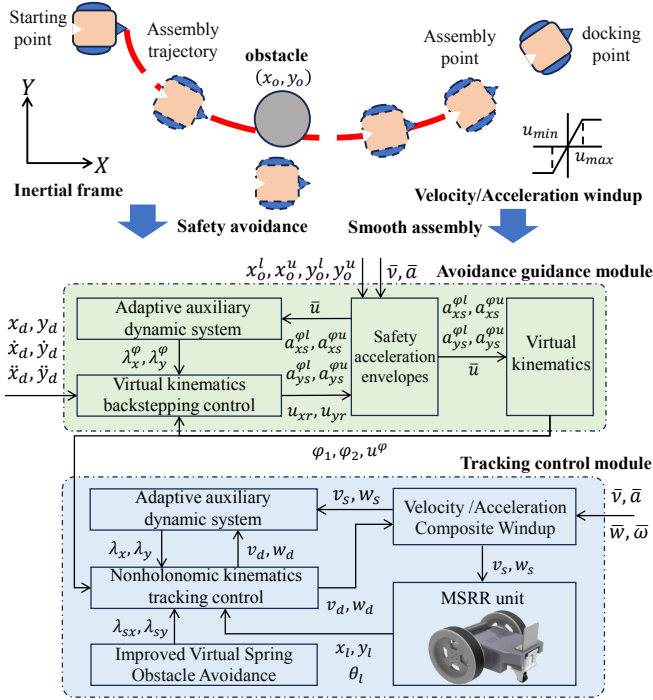 Starting
point
Assembly
trajectory
obstacle
(x_o, y_o)
Assembly
point
docking
point
Y
X
u_min
u_max
Inertial frame
Velocity/Acceleration windup
Safety avoidance
Smooth assembly
x_o^l, x_o^u, y_o^l, y_o^u
v̄, ā
Avoidance guidance module
x_d, y_d
ẋ_d, ẏ_d
ẍ_d, ÿ_d
Adaptive auxiliary
dynamic system
λ_x^φ, λ_y^φ
Virtual kinematics
backstepping control
ū
a_xs^φl, a_xs^φu
a_ys^φl, a_ys^φu
u_xr, u_yr
Safety
acceleration
envelopes
a_xs^φl, a_xs^φu
a_ys^φl, a_ys^φu
ū
Virtual
kinematics
φ_1, φ_2, u^φ
Tracking control module
Adaptive auxiliary
dynamic system
v_s, w_s
Velocity /Acceleration
Composite Windup
v̄, ā
w̄, ω̄
λ_x, λ_y
v_d, w_d
Nonholonomic kinematics
tracking control
v_d, w_d
v_s, w_s
MSRR unit
λ_sx, λ_sy
x_l, y_l
θ_l
Improved Virtual Spring
Obstacle Avoidance